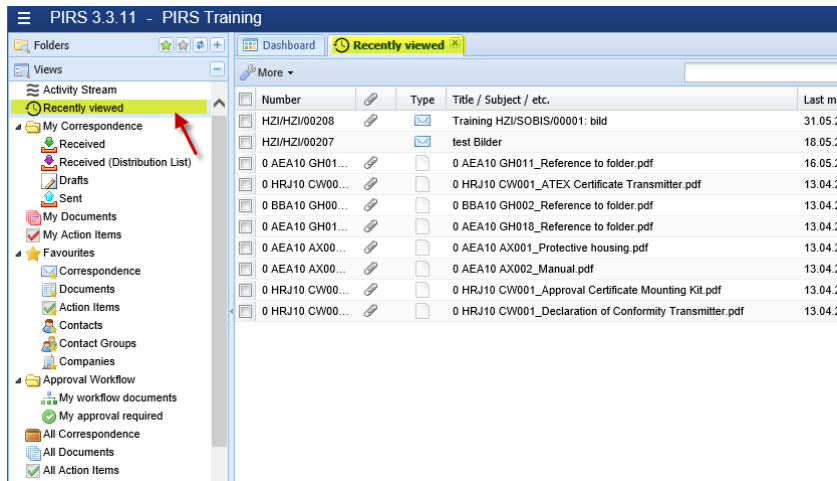 PIRS 3.3.11 - PIRS Training
Folders
Views
Activity Stream
Recently viewed
My Correspondence
Received
Received (Distribution List)
Drafts
Sent
My Documents
My Action Items
Favourites
Correspondence
Documents
Action Items
Contacts
Contact Groups
Companies
Approval Workflow
My workflow documents
My approval required
All Correspondence
All Documents
All Action Items
Dashboard Recently viewed
More
Number Type Title / Subject / etc. Last m
HZI/HZI/00208 Training HZI/SOBIS/00001: bild 31.05.2
HZI/HZI/00207 test Bilder 18.05.2
0 AEA10 GH01... 0 AEA10 GH011_Reference to folder.pdf 16.05.2
0 HRJ10 CW00... 0 HRJ10 CW001_ATEX Certificate Transmitter.pdf 13.04.2
0 BBA10 GH00... 0 BBA10 GH002_Reference to folder.pdf 13.04.2
0 AEA10 GH01... 0 AEA10 GH018_Reference to folder.pdf 13.04.2
0 AEA10 AX00... 0 AEA10 AX001_Protective housing.pdf 13.04.2
0 AEA10 AX00... 0 AEA10 AX002_Manual.pdf 13.04.2
0 HRJ10 CW00... 0 HRJ10 CW001_Approval Certificate Mounting Kit.pdf 13.04.2
0 HRJ10 CW00... 0 HRJ10 CW001_Declaration of Conformity Transmitter.pdf 13.04.2